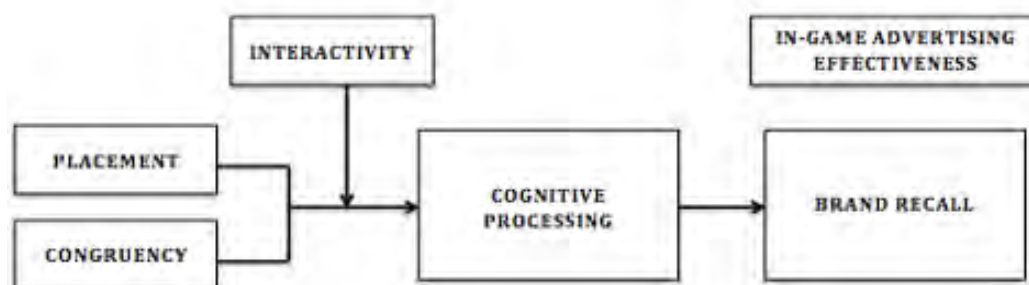 INTERACTIVITY
IN-GAME ADVERTISING
EFFECTIVENESS
PLACEMENT
CONGRUENCY
COGNITIVE
PROCESSING
BRAND RECALL